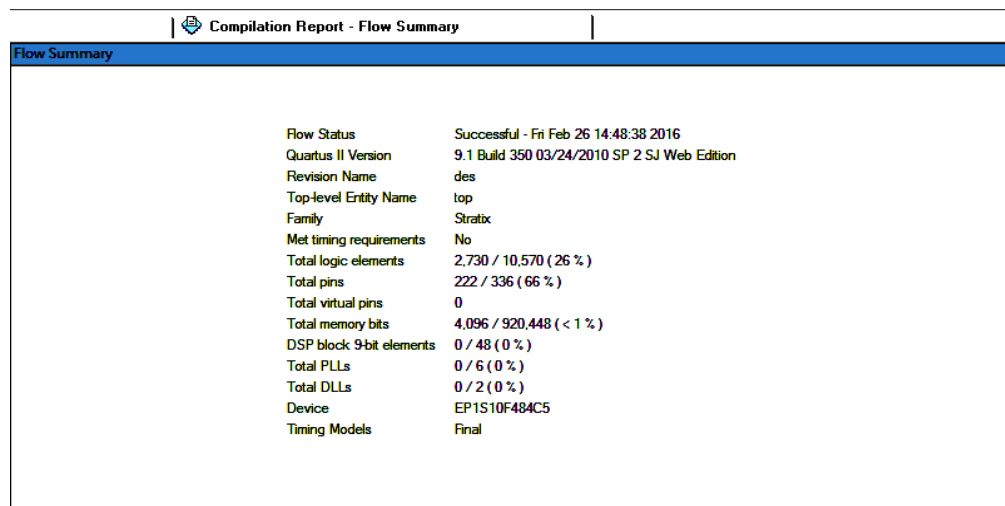 Compilation Report - Flow Summary
Flow Summary
Flow Status Successful - Fri Feb 26 14:48:38 2016
Quartus II Version 9.1 Build 350 03/24/2010 SP 2 SJ Web Edition
Revision Name des
Top-level Entity Name top
Family Stratix
Met timing requirements No
Total logic elements 2,730 / 10,570 ( 26 % )
Total pins 222 / 336 ( 66 % )
Total virtual pins 0
Total memory bits 4,096 / 920,448 ( < 1 % )
DSP block 9-bit elements 0 / 48 ( 0 % )
Total PLLs 0 / 6 ( 0 % )
Total DLLs 0 / 2 ( 0 % )
Device EP1S10F484C5
Timing Models Final